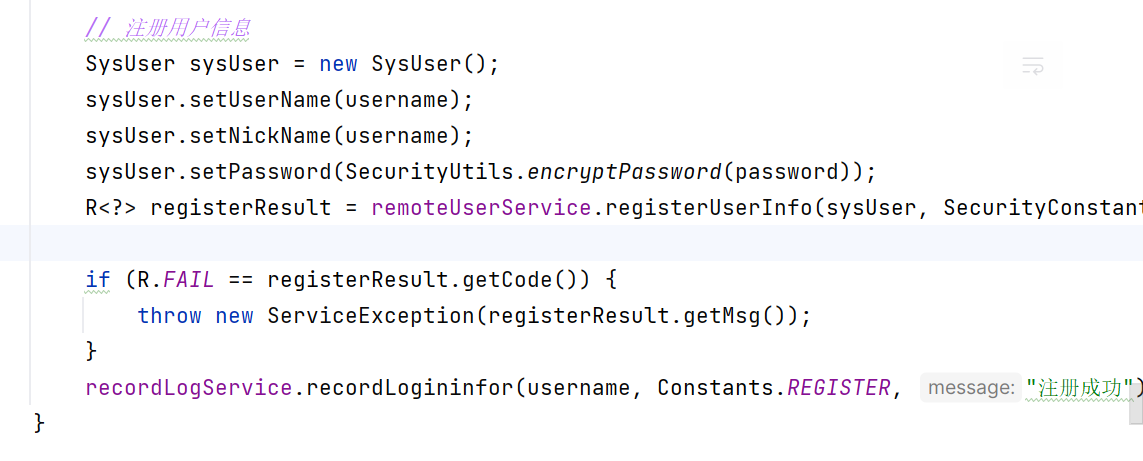 // 注册用户信息
SysUser sysUser = new SysUser();
sysUser.setUserName(username);
sysUser.setNickName(username);
sysUser.setPassword(SecurityUtils.encryptPassword(password));
R<?> registerResult = remoteUserService.registerUserInfo(sysUser, SecurityConstant
if (R.FAIL == registerResult.getCode()) {
throw new ServiceException(registerResult.getMsg());
}
recordLogService.recordLogininfor(username, Constants.REGISTER, message: "注册成功")
}